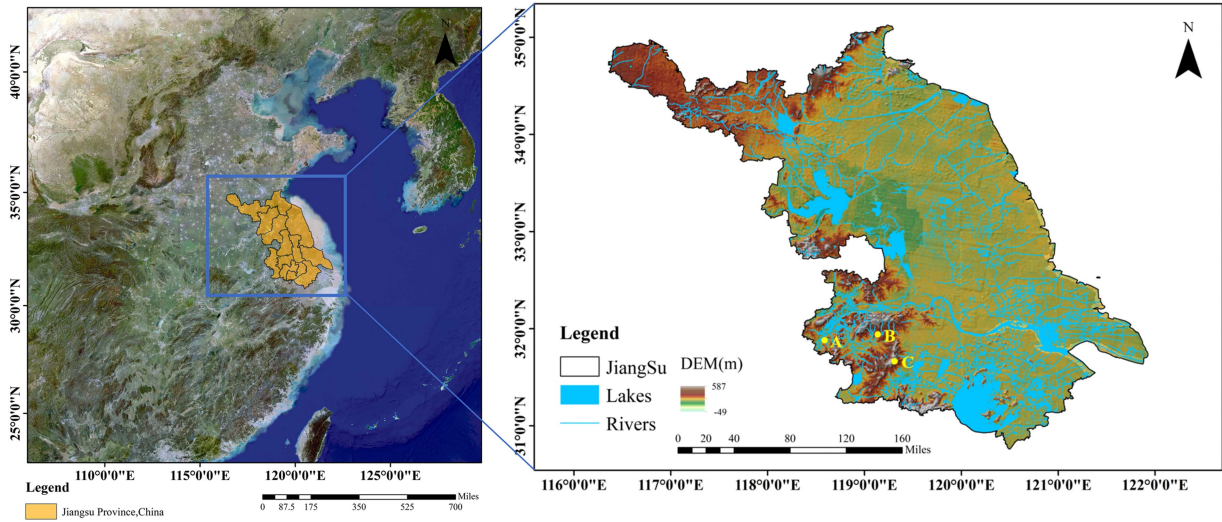 N
40°0'0"N
35°0'0"N
30°0'0"N
25°0'0"N
110°0'0"E
115°0'0"E
120°0'0"E
125°0'0"E
Legend
Jiangsu Province,China
Miles
0 87.5 175 350 525 700
N
35°0'0"N
34°0'0"N
33°0'0"N
32°0'0"N
31°0'0"N
A
B
C
Legend
JiangSu
Lakes
Rivers
DEM(m)
587
-49
0 20 40 80 120 160
Miles
116°0'0"E
117°0'0"E
118°0'0"E
119°0'0"E
120°0'0"E
121°0'0"E
122°0'0"E